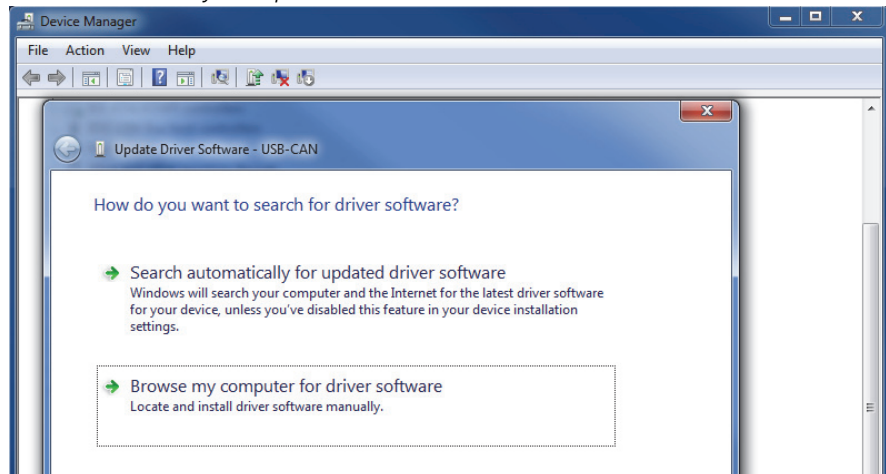 Device Manager
File Action View Help
Update Driver Software - USB-CAN
How do you want to search for driver software?
Search automatically for updated driver software
Windows will search your computer and the Internet for the latest driver software
for your device, unless you've disabled this feature in your device installation
settings.
Browse my computer for driver software
Locate and install driver software manually.